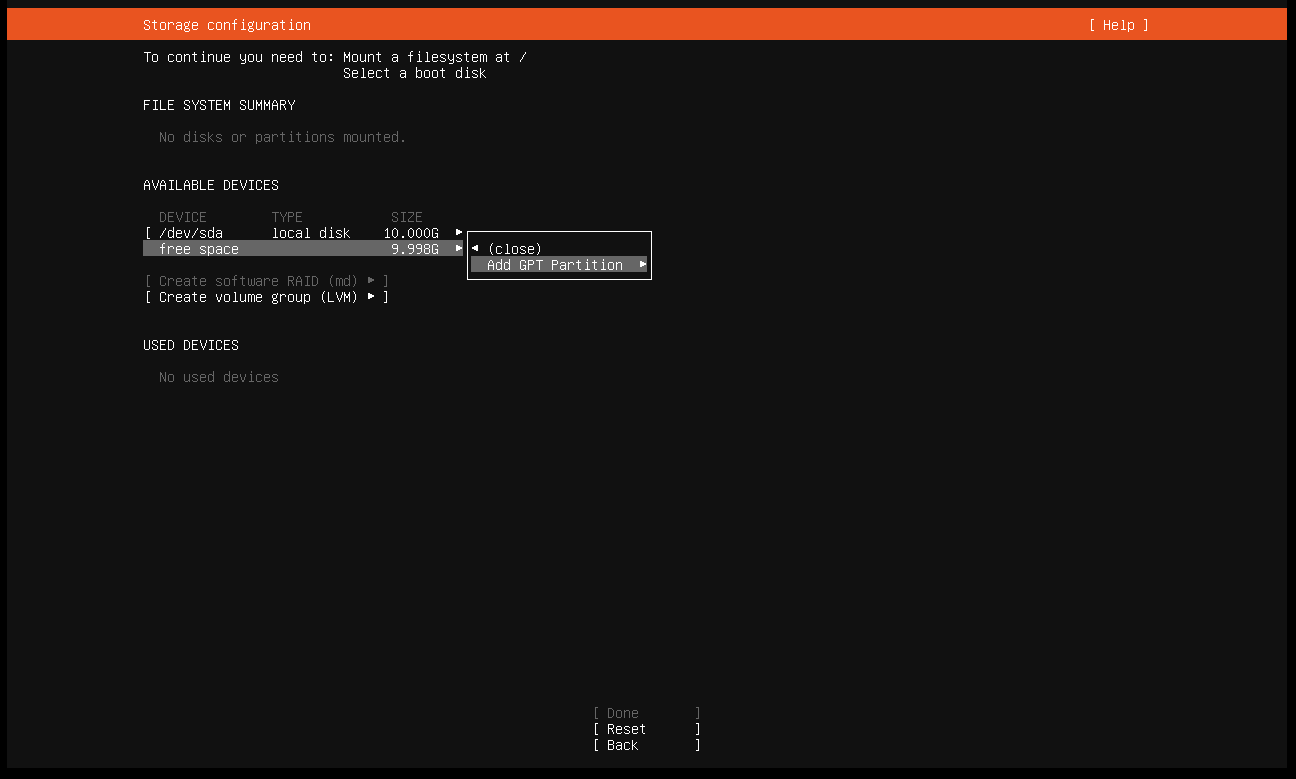 Storage configuration [ Help ]
To continue you need to: Mount a filesystem at /
Select a boot disk
FILE SYSTEM SUMMARY
No disks or partitions mounted.
AVAILABLE DEVICES
DEVICE TYPE SIZE
[ /dev/sda local disk 10.000G ▸
free space 9.998G ▸
◂ (close)
Add GPT Partition ▸
[ Create software RAID (md) ▸ ]
[ Create volume group (LVM) ▸ ]
USED DEVICES
No used devices
[ Done ]
[ Reset ]
[ Back ]